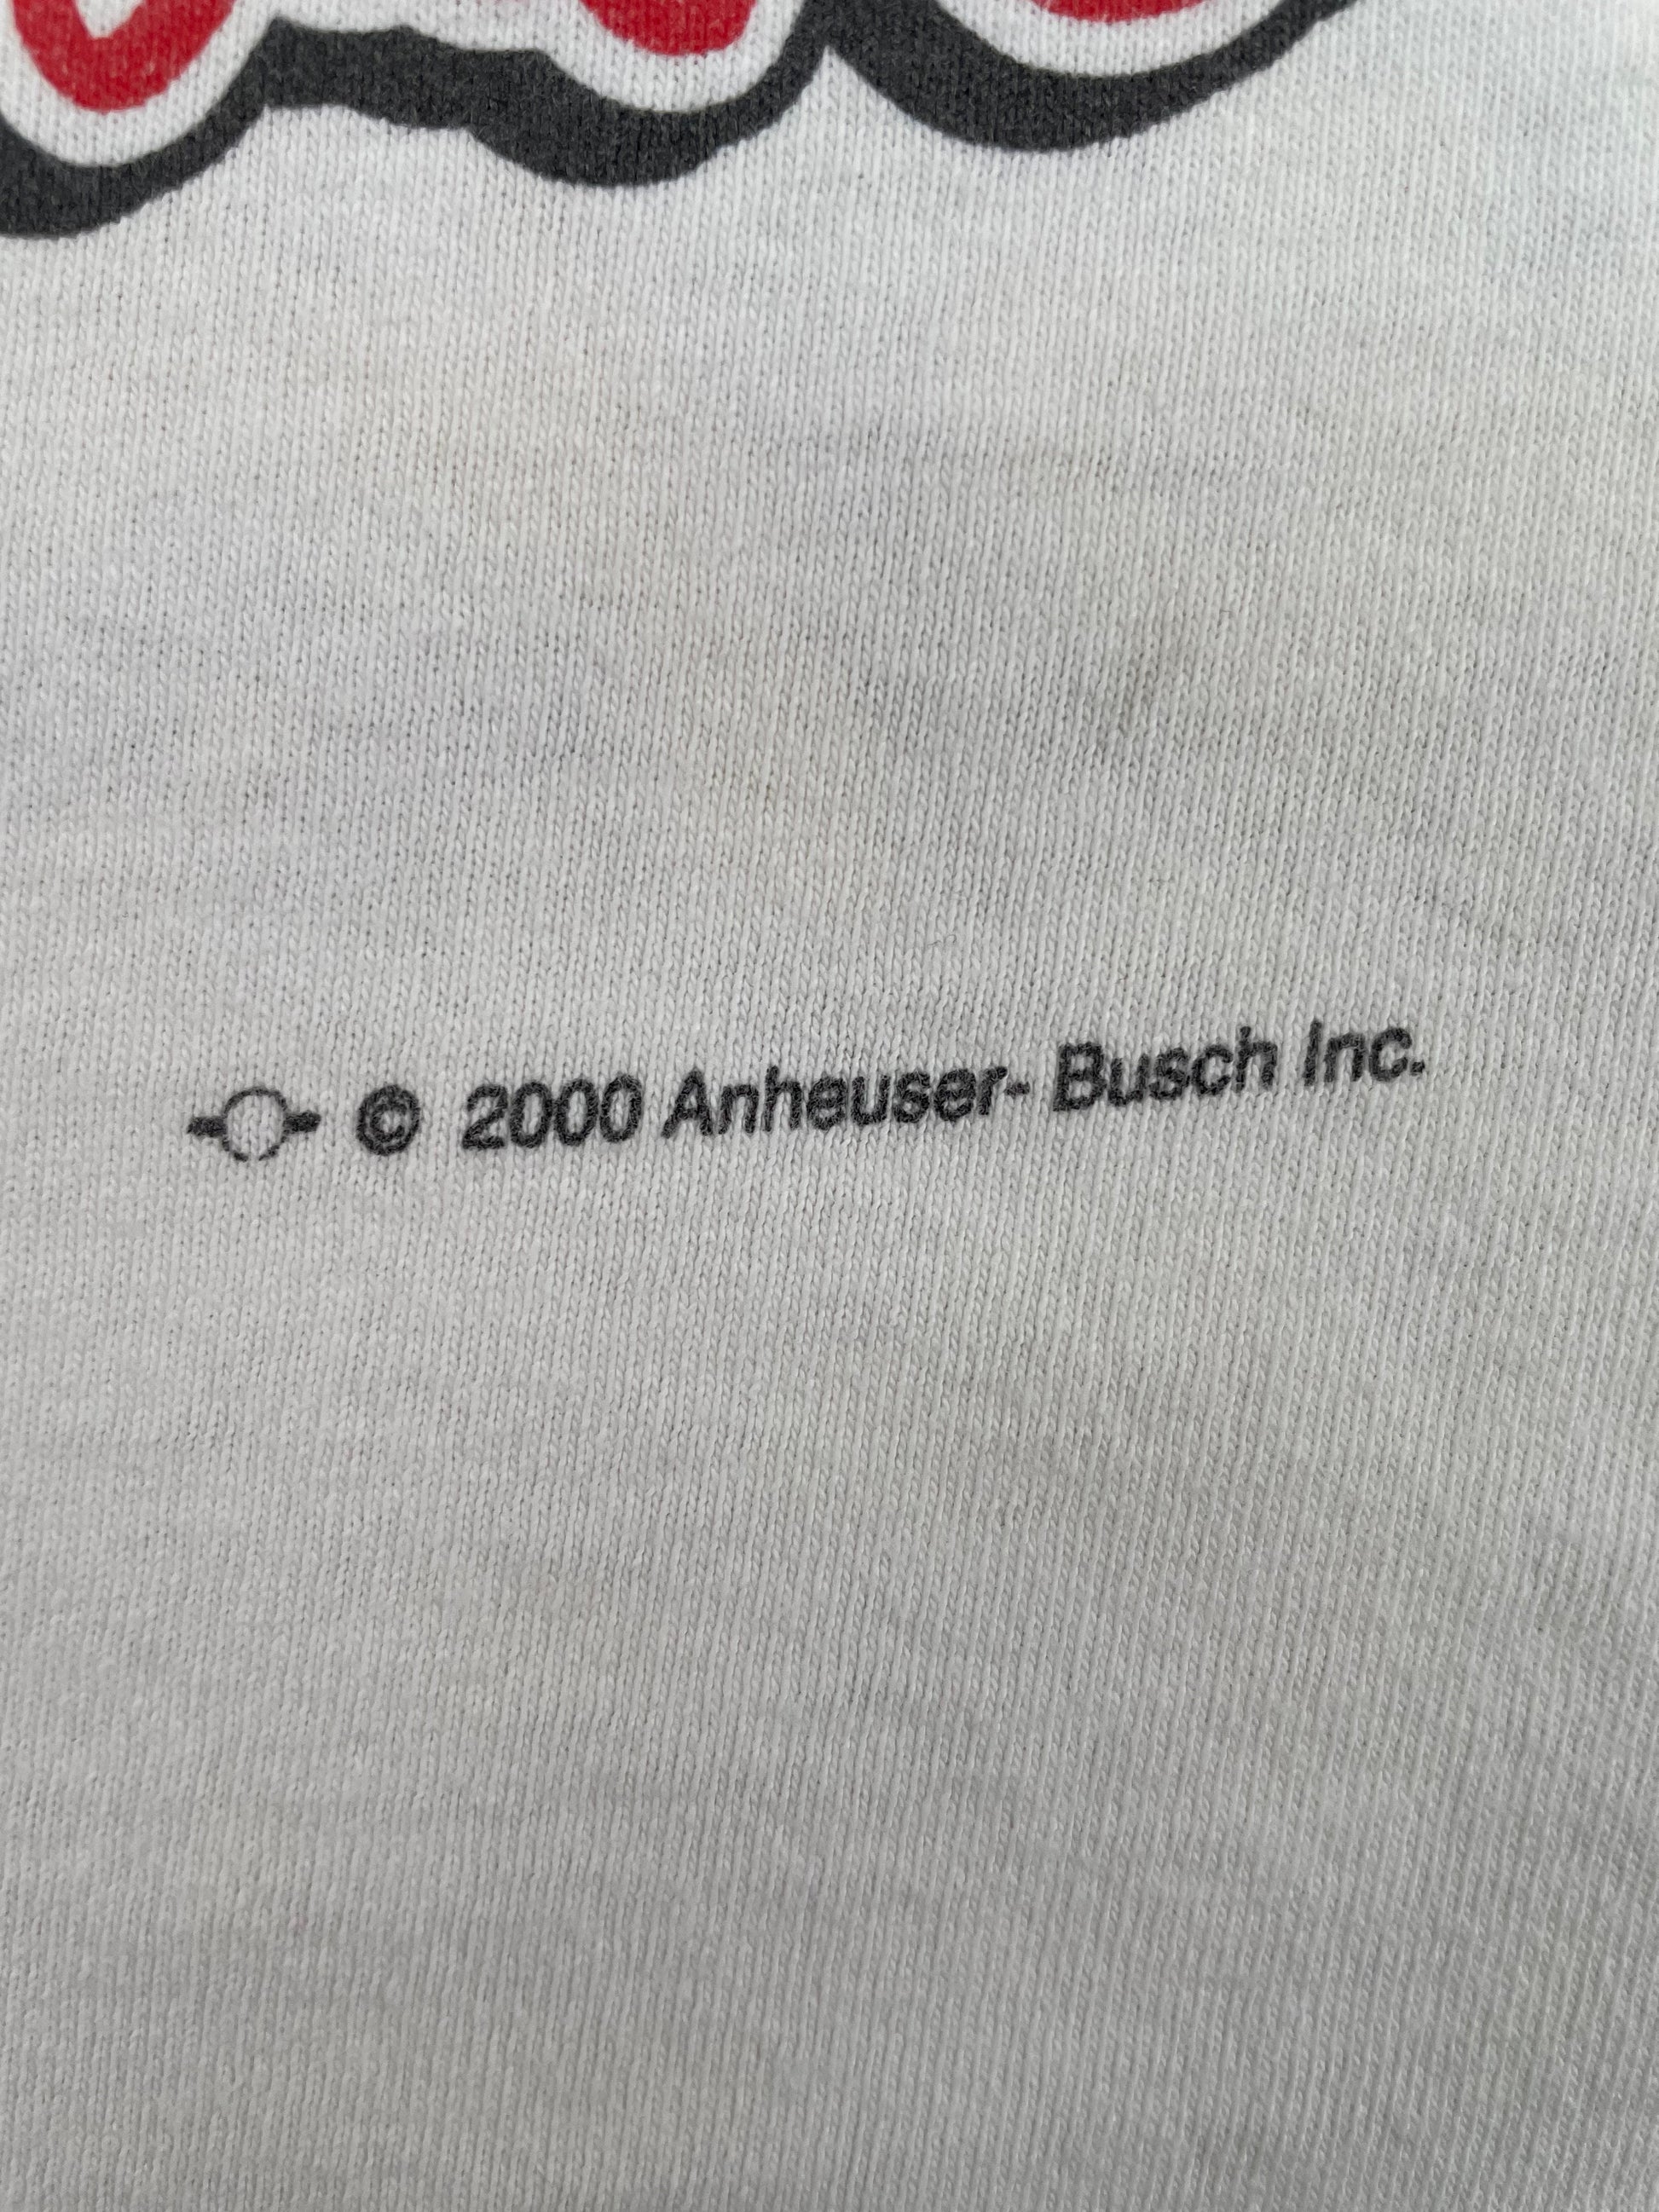 © 2000 Anheuser- Busch Inc.